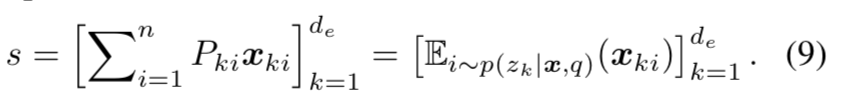 s = [∑_{i=1}^{n} P_{ki} x_{ki}]_{k=1}^{d_e} = [𝔼_{i∼p(z_k|x,q)}(x_{ki})]_{k=1}^{d_e} . (9)